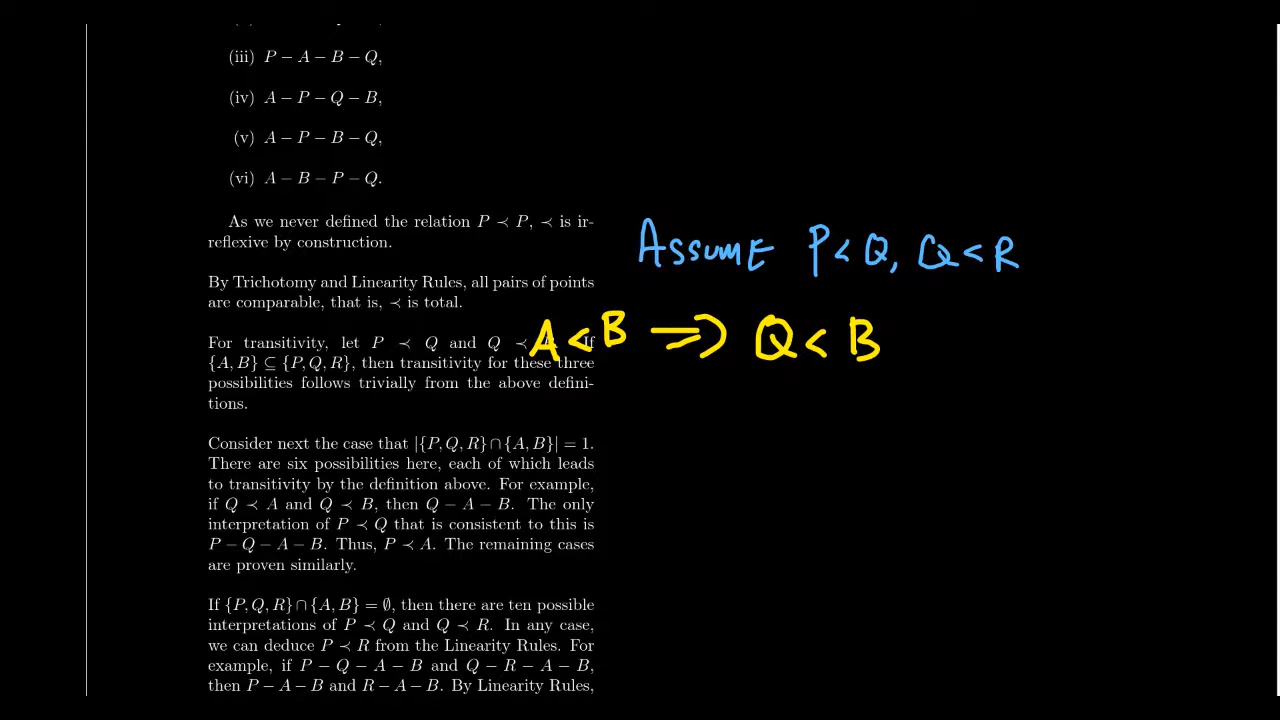 (iii) P − A − B − Q,
(iv) A − P − Q − B,
(v) A − P − B − Q,
(vi) A − B − P − Q.
As we never defined the relation P ≺ P, ≺ is ir-
reflexive by construction.
By Trichotomy and Linearity Rules, all pairs of points
are comparable, that is, ≺ is total.
For transitivity, let P ≺ Q and Q ≺ If
{A, B} ⊆ {P, Q, R}, then transitivity for these three
possibilities follows trivially from the above defini-
tions.
Consider next the case that |{P, Q, R} ∩ {A, B}| = 1.
There are six possibilities here, each of which leads
to transitivity by the definition above. For example,
if Q ≺ A and Q ≺ B, then Q − A − B. The only
interpretation of P ≺ Q that is consistent to this is
P − Q − A − B. Thus, P ≺ A. The remaining cases
are proven similarly.
If {P, Q, R} ∩ {A, B} = ∅, then there are ten possible
interpretations of P ≺ Q and Q ≺ R. In any case,
we can deduce P ≺ R from the Linearity Rules. For
example, if P − Q − A − B and Q − R − A − B,
then P − A − B and R − A − B. By Linearity Rules,
Assume P < Q, Q < R
A < B ⟹ Q < B